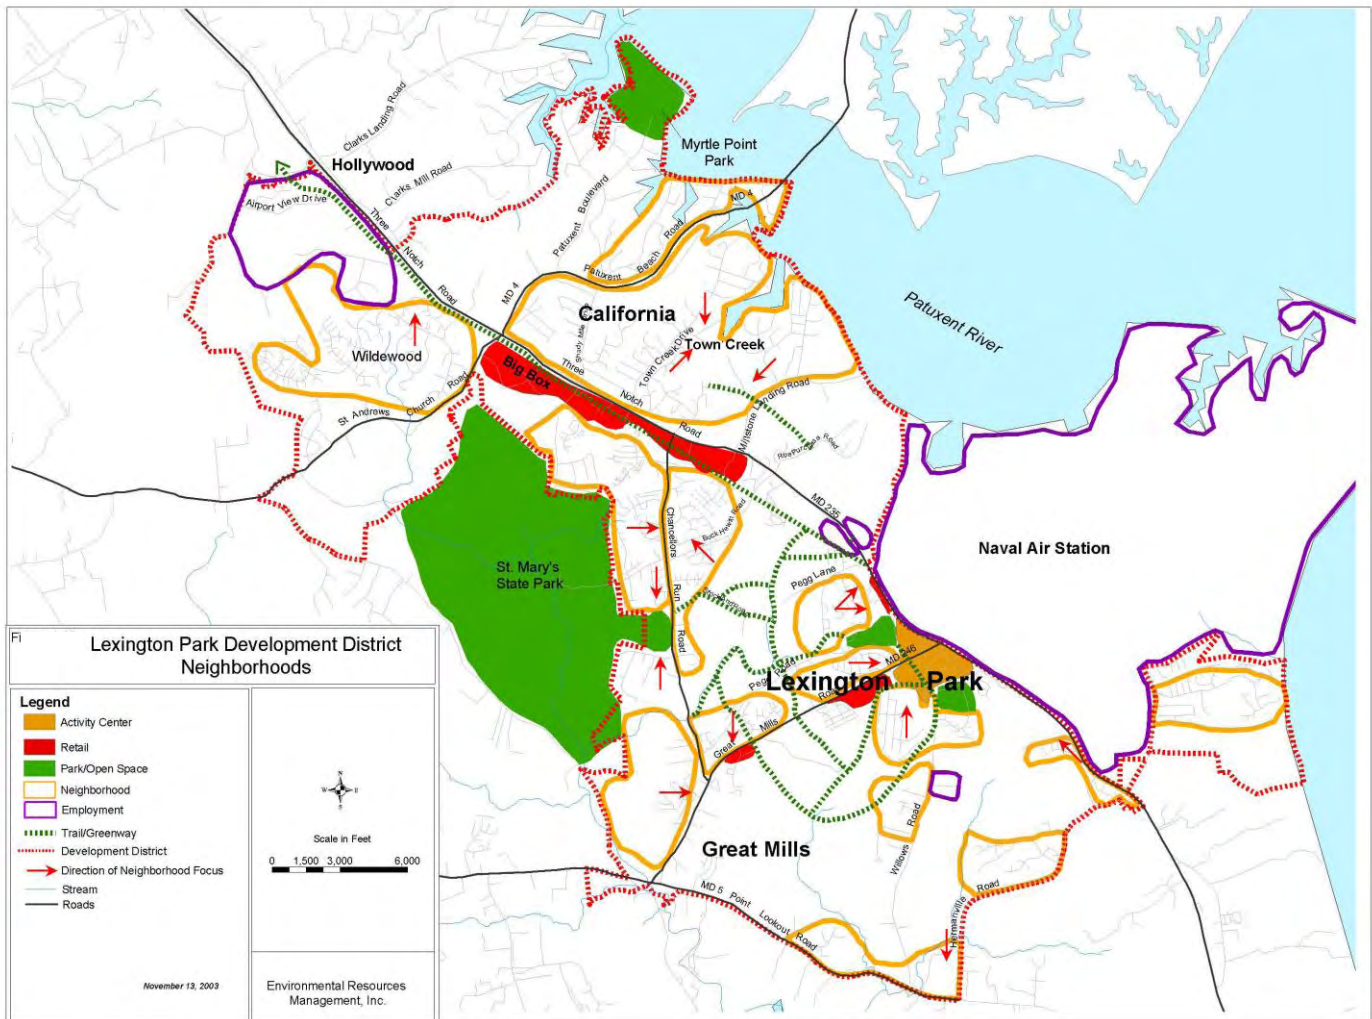 Myrtle Point
Park
Clarks Landing Road
Hollywood
Clarks Mill Road
Airport View Drive
Three
Notch
Road
Patuxent Boulevard
MD 4
Patuxent Beach Road
MD 4
California
Patuxent River
Wildewood
Town Creek Drive
Town Creek
Big Box
Three
Notch
Road
St. Andrews Church Road
Millstone Landing Road
MD 235
Chancellors
Run
Road
Buck Hewitt Road
Naval Air Station
St. Mary's
State Park
Pegg Lane
MD 246
Pegg Road
Lexington Park
Great Mills Road
Great Mills
Willows Road
Hermanville Road
MD 5 Point Lookout Road
Fi
Lexington Park Development District
Neighborhoods
Legend
Activity Center
Retail
Park/Open Space
Neighborhood
Employment
Trail/Greenway
Development District
Direction of Neighborhood Focus
Stream
Roads
November 13, 2003
N
W E
S
Scale in Feet
0 1,500 3,000 6,000
Environmental Resources
Management, Inc.